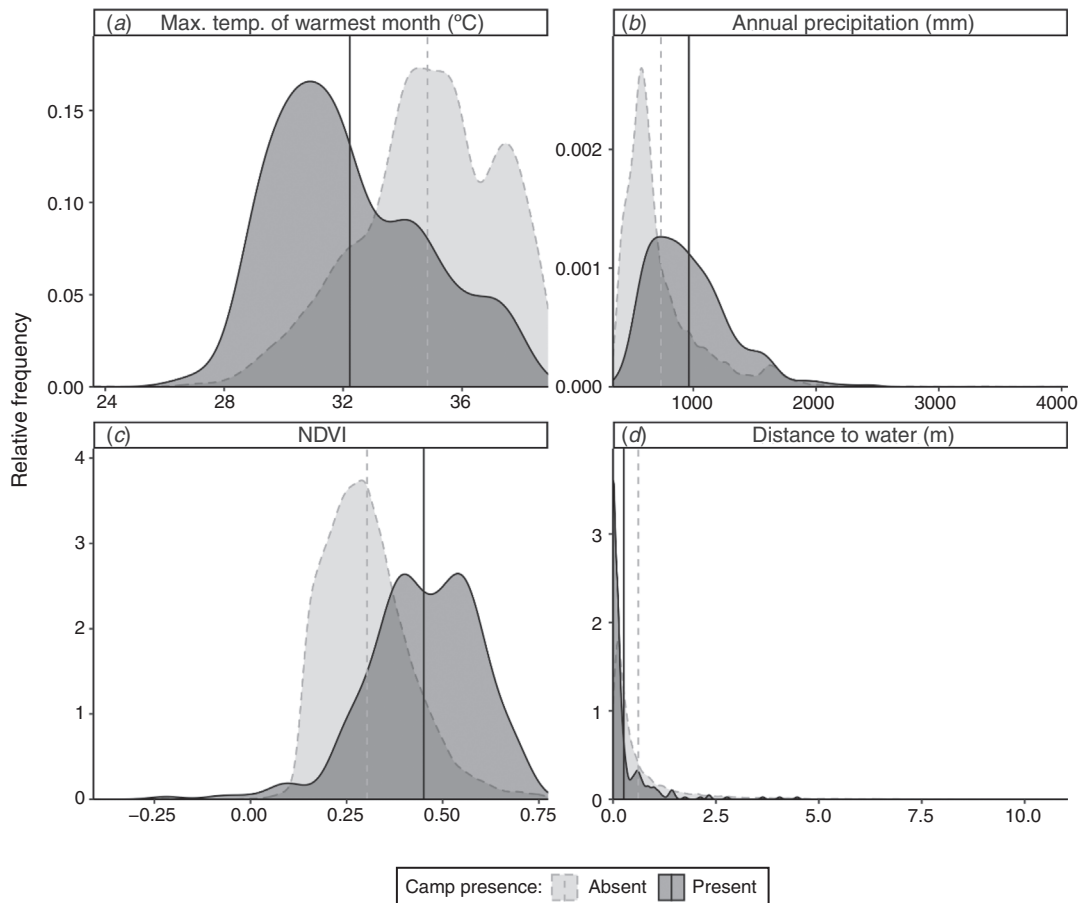 (a) Max. temp. of warmest month (ºC)
(b) Annual precipitation (mm)
0.15
0.10
0.05
0.00
24 28 32 36
0.002
0.001
0.000
1000 2000 3000 4000
Relative frequency
(c) NDVI
(d) Distance to water (m)
4
3
2
1
0
−0.25 0.00 0.25 0.50 0.75
3
2
1
0
0.0 2.5 5.0 7.5 10.0
Camp presence: Absent Present